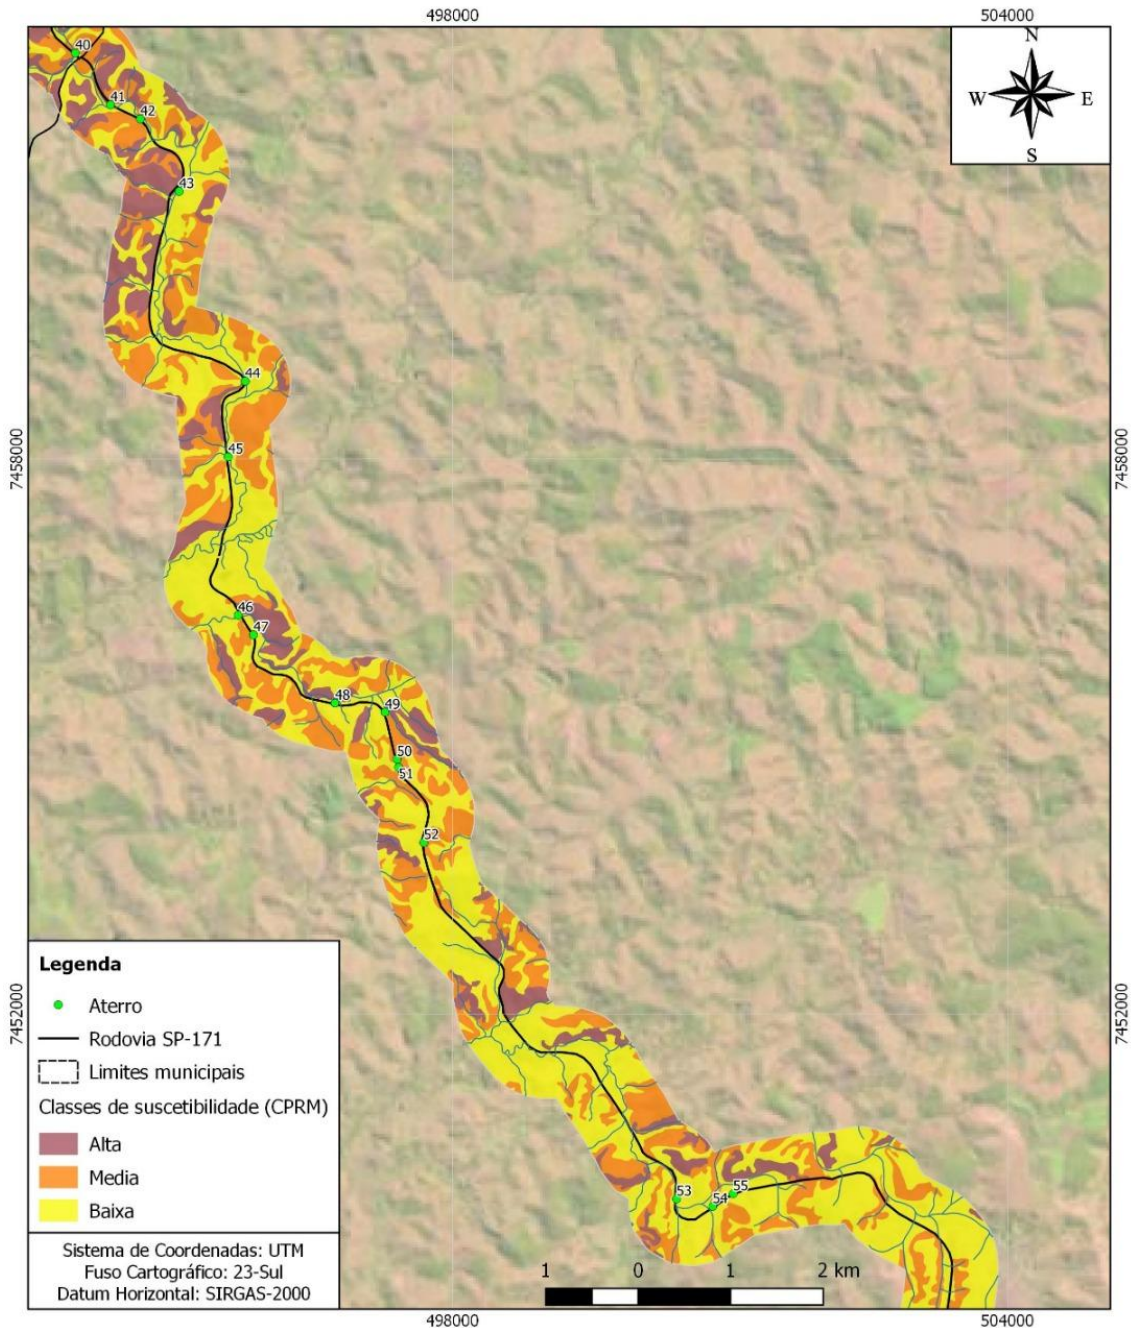 498000
504000
N
W
E
S
40
41
42
43
44
7458000
45
7458000
46
47
48
49
50
51
52
Legenda
Aterro
Rodovia SP-171
Limites municipais
Classes de suscetibilidade (CPRM)
Alta
Media
Baixa
7452000
7452000
53
54
55
Sistema de Coordenadas: UTM
Fuso Cartográfico: 23-Sul
Datum Horizontal: SIRGAS-2000
1 0 1 2 km
498000
504000